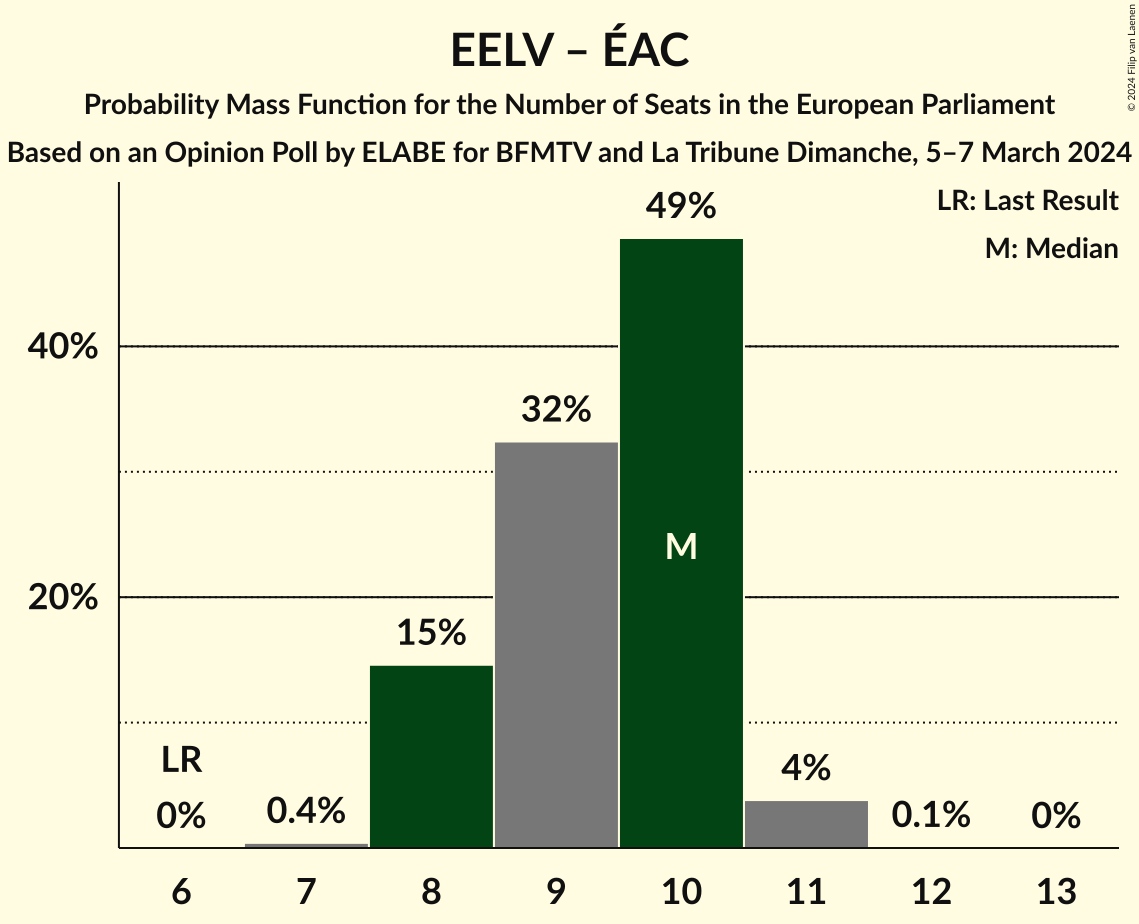 EELV – ÉAC
Probability Mass Function for the Number of Seats in the European Parliament
Based on an Opinion Poll by ELABE for BFMTV and La Tribune Dimanche, 5–7 March 2024
© 2024 Filip van Laenen
LR: Last Result
M: Median
49%
40%
32%
M
20%
15%
LR
0%
0.4%
4%
0.1%
0%
6 7 8 9 10 11 12 13